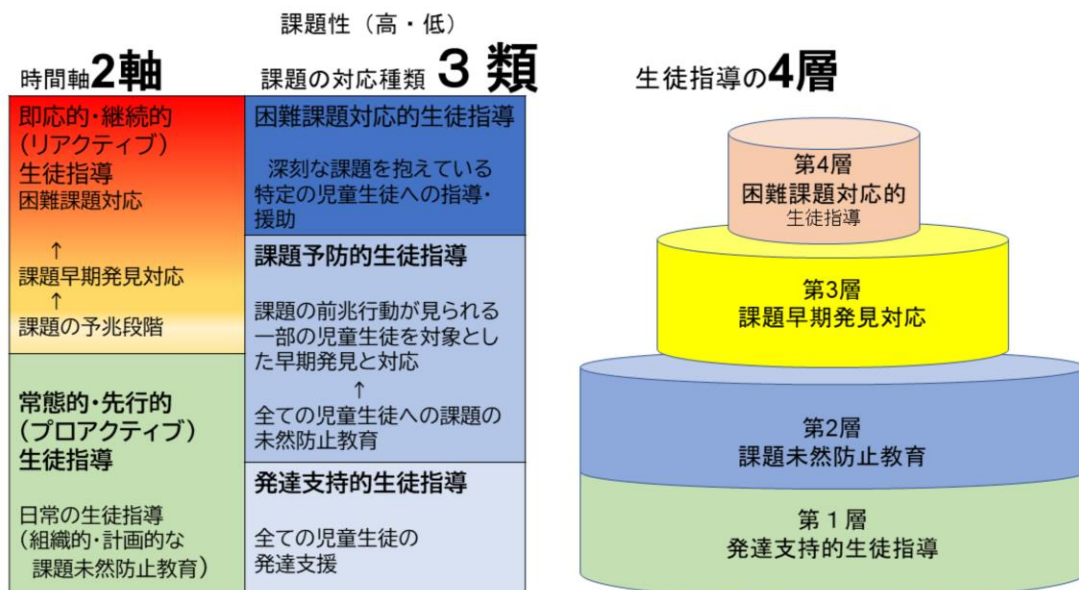 課題性（高・低）
時間軸2軸
課題の対応種類 3 類
生徒指導の4層
即応的・継続的
(リアクティブ)
生徒指導
困難課題対応
↑
課題早期発見対応
↑
課題の予兆段階
常態的・先行的
(プロアクティブ)
生徒指導
日常の生徒指導
(組織的・計画的な
課題未然防止教育)
困難課題対応的生徒指導
深刻な課題を抱えている
特定の児童生徒への指導・
援助
課題予防的生徒指導
課題の前兆行動が見られる
一部の児童生徒を対象とし
た早期発見と対応
↑
全ての児童生徒への課題の
未然防止教育
発達支持的生徒指導
全ての児童生徒の
発達支援
第4層
困難課題対応的
生徒指導
第3層
課題早期発見対応
第2層
課題未然防止教育
第１層
発達支持的生徒指導